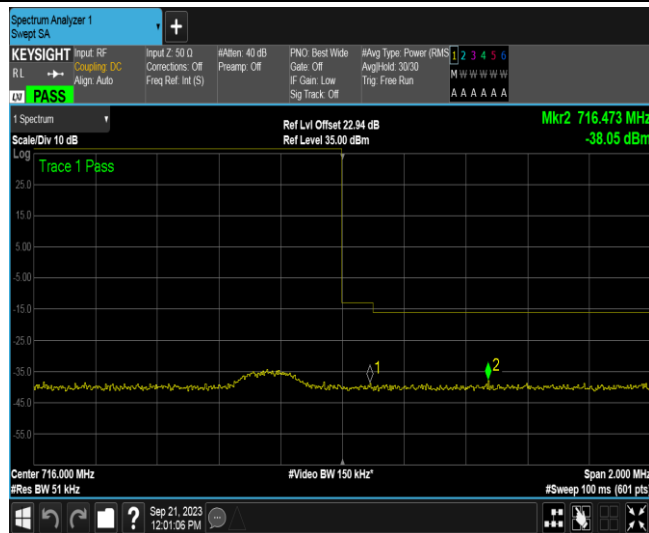 Spectrum Analyzer 1
Swept SA
+
KEYSIGHT
Input: RF
Coupling: DC
Align: Auto
Input Z: 50 Ω
Corrections: Off
Freq Ref: Int (S)
#Atten: 40 dB
Preamp: Off
PNO: Best Wide
Gate: Off
IF Gain: Low
Sig Track: Off
#Avg Type: Power (RMS
Avg|Hold: 30/30
Trig: Free Run
1 2 3 4 5 6
M W W W W W
A A A A A A
RL
LXI PASS
1 Spectrum
Scale/Div 10 dB
Ref Lvl Offset 22.94 dB
Ref Level 35.00 dBm
Mkr2 716.473 MHz
-38.05 dBm
Log
Trace 1 Pass
25.0
15.0
5.00
-5.00
-15.0
-25.0
-35.0
-45.0
-55.0
1
2
Center 716.000 MHz
#Res BW 51 kHz
#Video BW 150 kHz*
Span 2.000 MHz
#Sweep 100 ms (601 pts)
?
Sep 21, 2023
12:01:06 PM